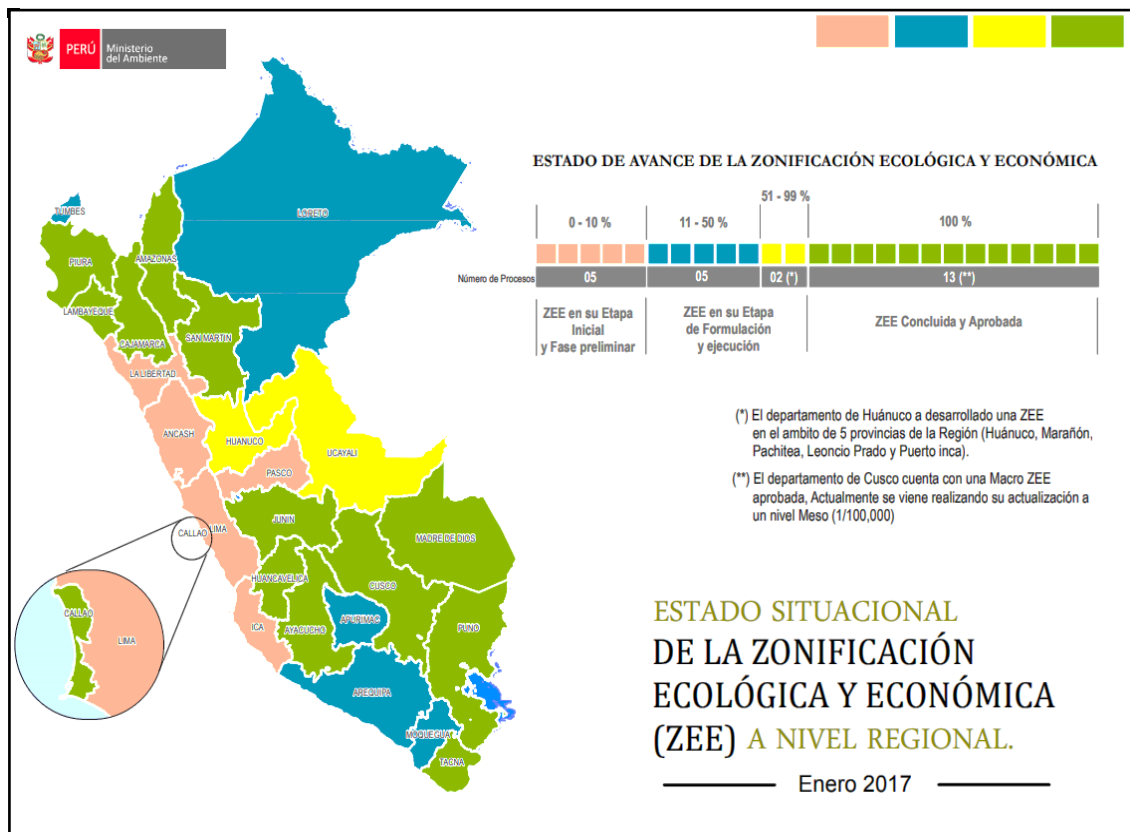 PERÚ
Ministerio
del Ambiente
ESTADO DE AVANCE DE LA ZONIFICACIÓN ECOLÓGICA Y ECONÓMICA
0-10 %
11 - 50 %
51 - 99 %
100 %
Número de Procesos
05
05
02 (*)
13 (**)
ZEE en su Etapa
Inicial
y Fase preliminar
ZEE en su Etapa
de Formulación
y ejecución
ZEE Concluida y Aprobada
(*) El departamento de Huánuco a desarrollado una ZEE
en el ambito de 5 provincias de la Región (Huánuco, Marañón,
Pachitea, Leoncio Prado y Puerto inca).
(**) El departamento de Cusco cuenta con una Macro ZEE
aprobada, Actualmente se viene realizando su actualización a
un nivel Meso (1/100,000)
TUMBES
LORETO
PIURA
AMAZONAS
LAMBAYEQUE
CAJAMARCA
SAN MARTIN
LA LIBERTAD
ANCASH
HUANUCO
UCAYALI
PASCO
JUNIN
CALLAO
LIMA
MADRE DE DIOS
HUANCAVELICA
CUSCO
ICA
AYACUCHO
APURIMAC
PUNO
AREQUIPA
MOQUEGUA
TACNA
CALLAO
LIMA
ESTADO SITUACIONAL
DE LA ZONIFICACIÓN
ECOLÓGICA Y ECONÓMICA
(ZEE) A NIVEL REGIONAL.
Enero 2017